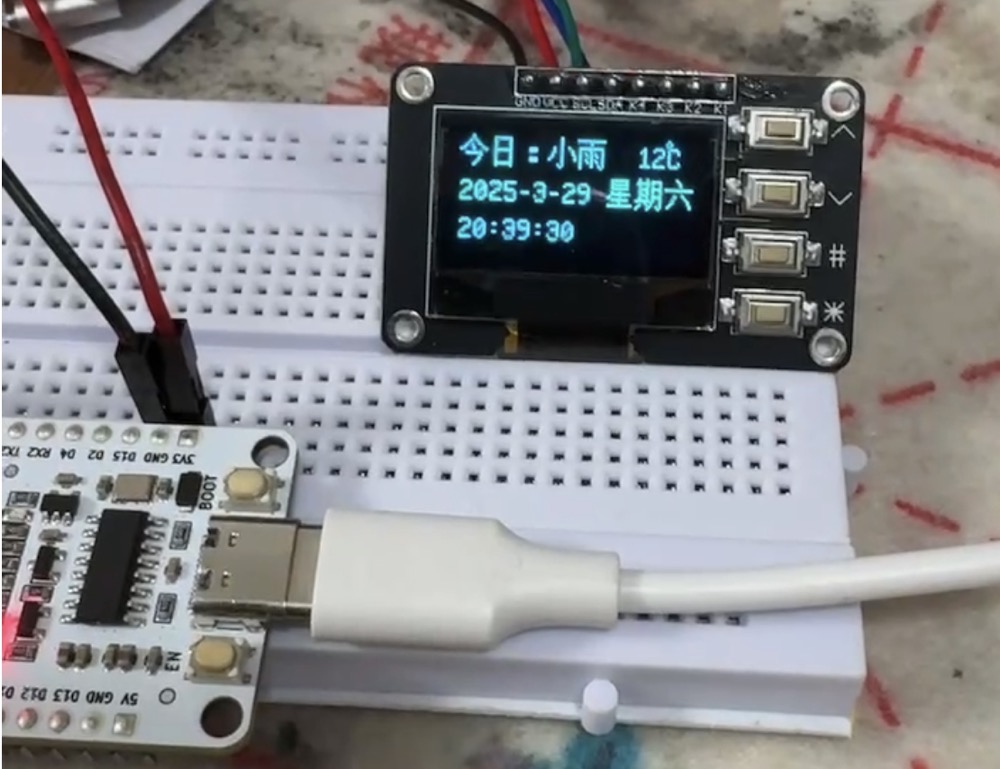 GND VCC SCL SDA K4 K3 K2 K1
今日：小雨 12℃
2025-3-29 星期六
20:39:30
#
3V3 GND D15 D2 D4 RX2 TX2
BOOT
EN
5V GND D13 D12